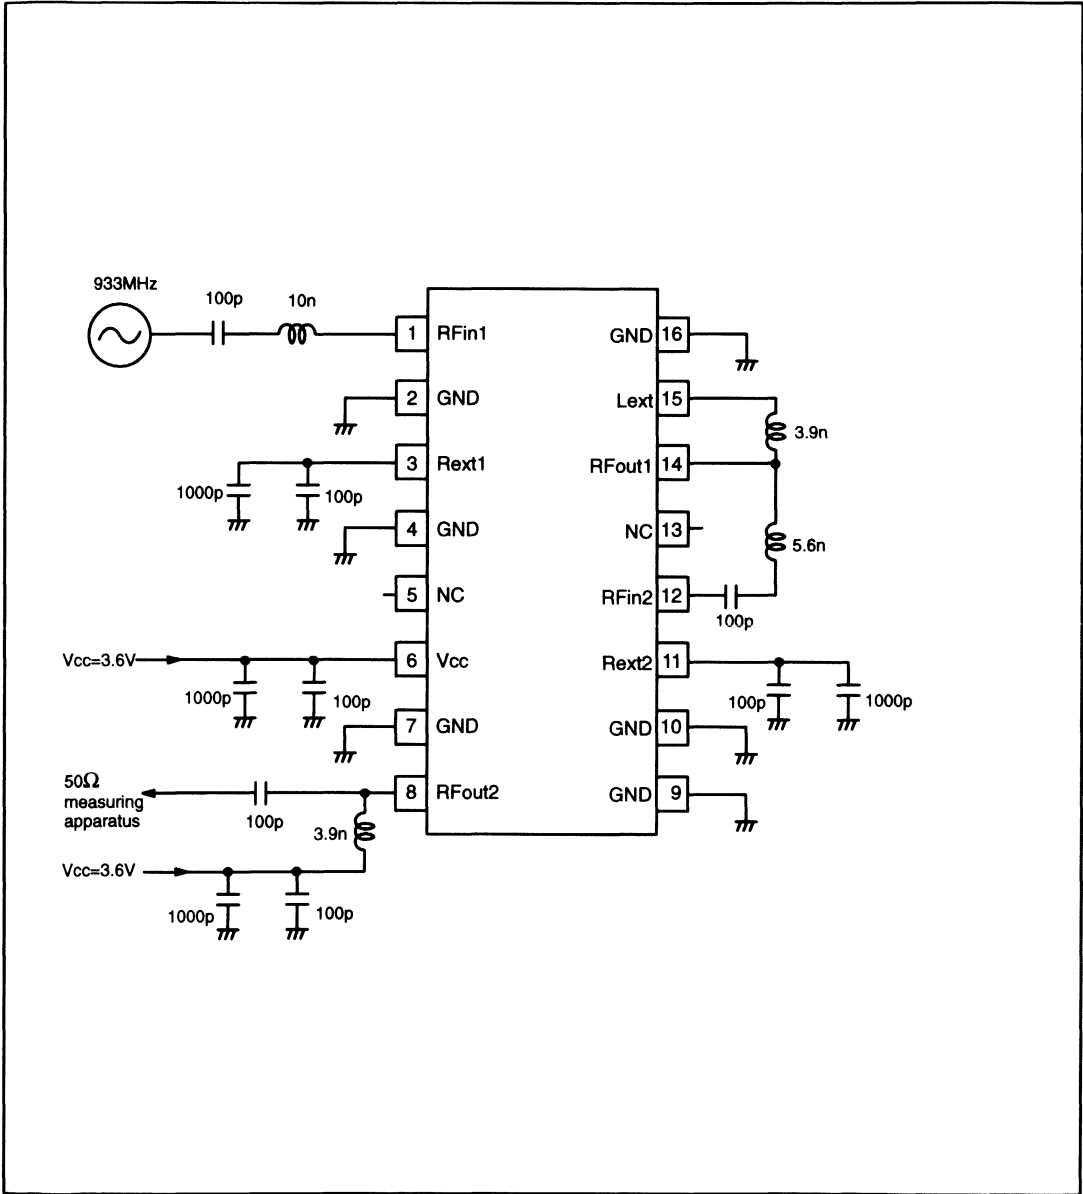 933MHz
100p
10n
1 RFin1
GND 16
2 GND
Lext 15
3.9n
3 Rext1
RFout1 14
1000p
100p
4 GND
NC 13
5.6n
5 NC
RFin2 12
100p
Vcc=3.6V
6 Vcc
Rext2 11
1000p
100p
100p
1000p
7 GND
GND 10
50Ω
measuring
apparatus
8 RFout2
GND 9
100p
3.9n
Vcc=3.6V
1000p
100p